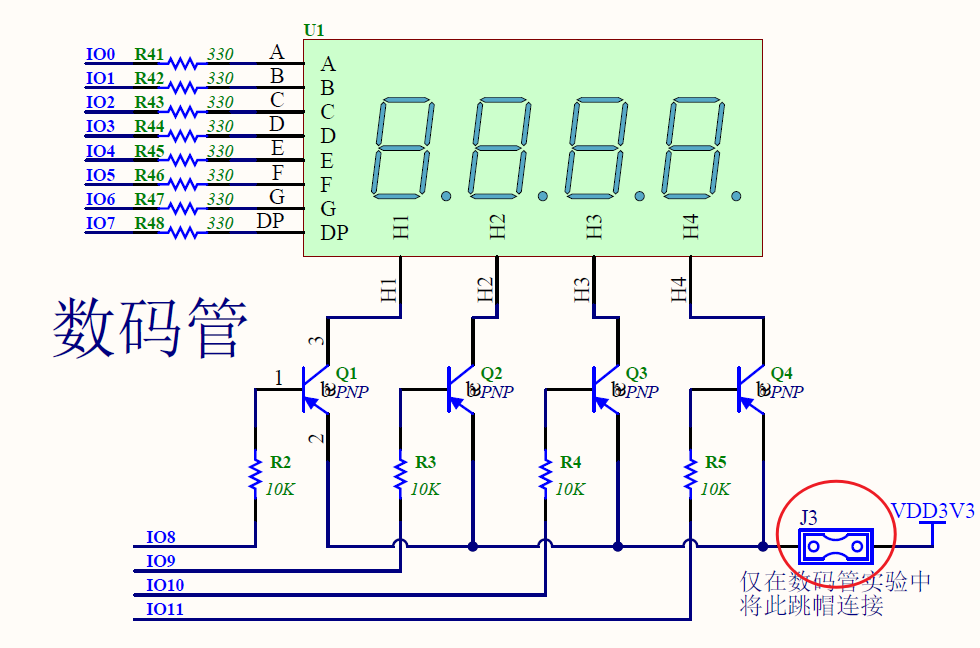 U1
IO0 R41 330 A A
IO1 R42 330 B B
IO2 R43 330 C C
IO3 R44 330 D D
IO4 R45 330 E E
IO5 R46 330 F F
IO6 R47 330 G G
IO7 R48 330 DP DP
H1 H2 H3 H4
H1 H2 H3 H4
数码管
3
1 Q1 Q2 Q3 Q4
PNP PNP PNP PNP
2
R2 R3 R4 R5
10K 10K 10K 10K
J3 VDD3V3
IO8
IO9
IO10
IO11
仅在数码管实验中
将此跳帽连接